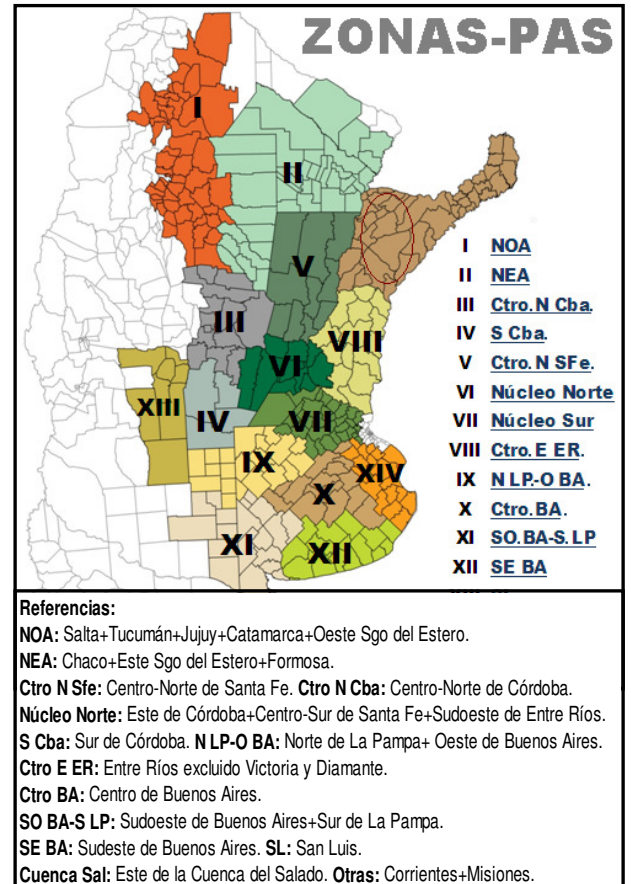 ZONAS-PAS
I
II
V
III
VIII
VI
XIII
IV
VII
IX
XIV
X
XI
XII
I NOA
II NEA
III Ctro.N Cba.
IV S Cba.
V Ctro.N SFe.
VI Núcleo Norte
VII Núcleo Sur
VIII Ctro.E ER.
IX N LP.-O BA.
X Ctro.BA.
XI SO.BA-S.LP
XII SE BA
Referencias:
NOA: Salta+Tucumán+Jujuy+Catamarca+Oeste Sgo del Estero.
NEA: Chaco+Este Sgo del Estero+Formosa.
Ctro N Sfe: Centro-Norte de Santa Fe. Ctro N Cba: Centro-Norte de Córdoba.
Núcleo Norte: Este de Córdoba+Centro-Sur de Santa Fe+Sudoeste de Entre Ríos.
S Cba: Sur de Córdoba. N LP-O BA: Norte de La Pampa+ Oeste de Buenos Aires.
Ctro E ER: Entre Ríos excluido Victoria y Diamante.
Ctro BA: Centro de Buenos Aires.
SO BA-S LP: Sudoeste de Buenos Aires+Sur de La Pampa.
SE BA: Sudeste de Buenos Aires. SL: San Luis.
Cuenca Sal: Este de la Cuenca del Salado. Otras: Corrientes+Misiones.